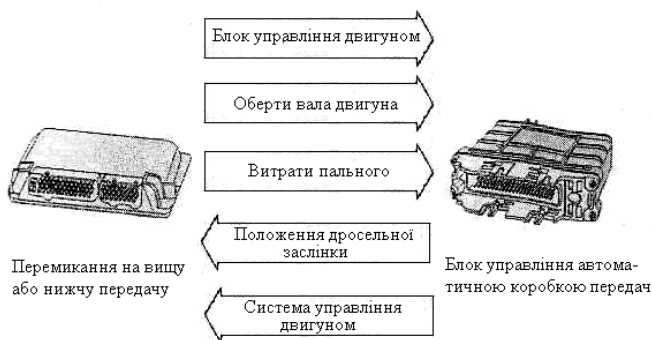 Блок управління двигуном
Оберти вала двигуна
Витрати пального
Положення дросельної
заслінки
Система управління
двигуном
Перемикання на вищу
або нижчу передачу
Блок управління автома-
тичною коробкою передач